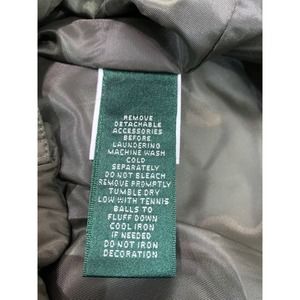 REMOVE
DETACHABLE
ACCESSORIES
BEFORE
LAUNDERING
MACHINE WASH
COLD
SEPARATELY
DO NOT BLEACH
REMOVE PROMPTLY
TUMBLE DRY
LOW WITH TENNIS
BALLS TO
FLUFF DOWN
COOL IRON
IF NEEDED
DO NOT IRON
DECORATION